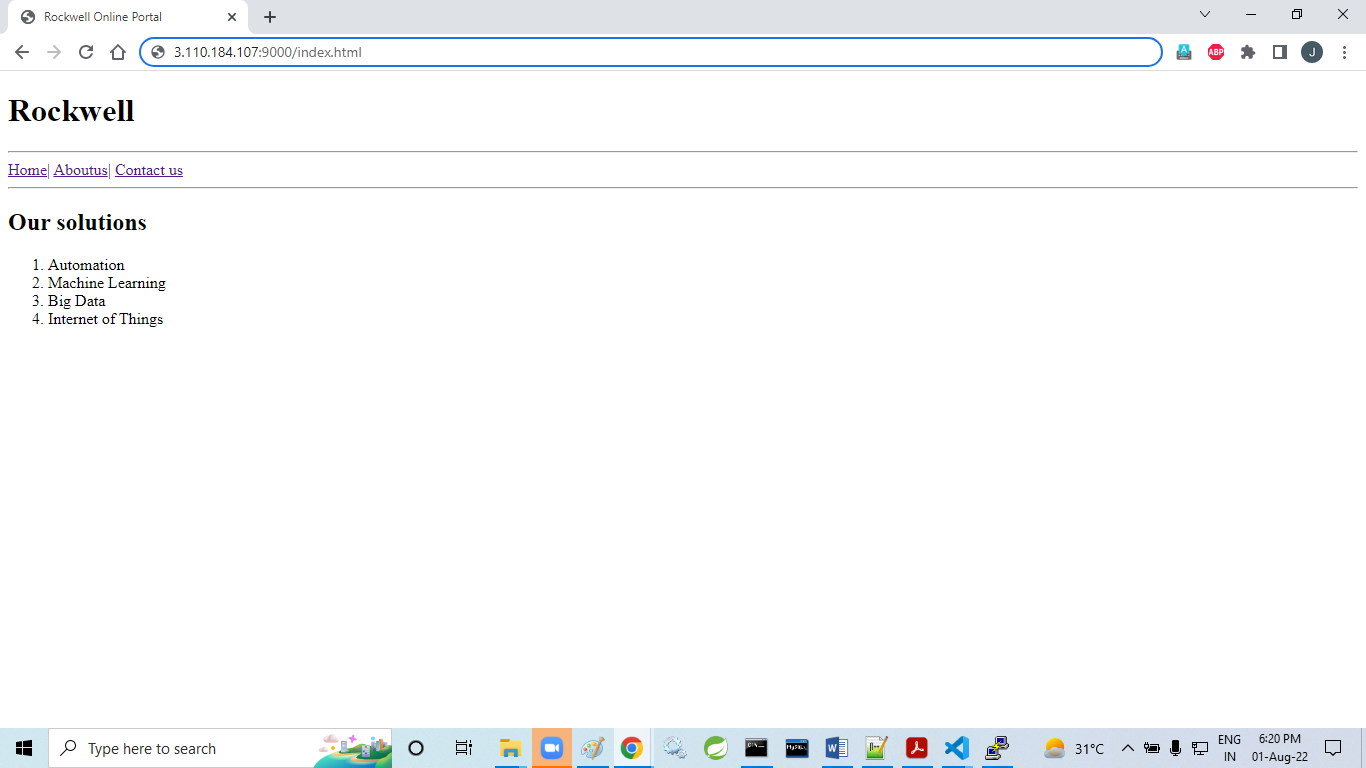 Rockwell Online Portal
3.110.184.107:9000/index.html
ABP
J
Rockwell
Home| Aboutus| Contact us
Our solutions
1. Automation
2. Machine Learning
3. Big Data
4. Internet of Things
Type here to search
31°C
ENG
IN
6:20 PM
01-Aug-22